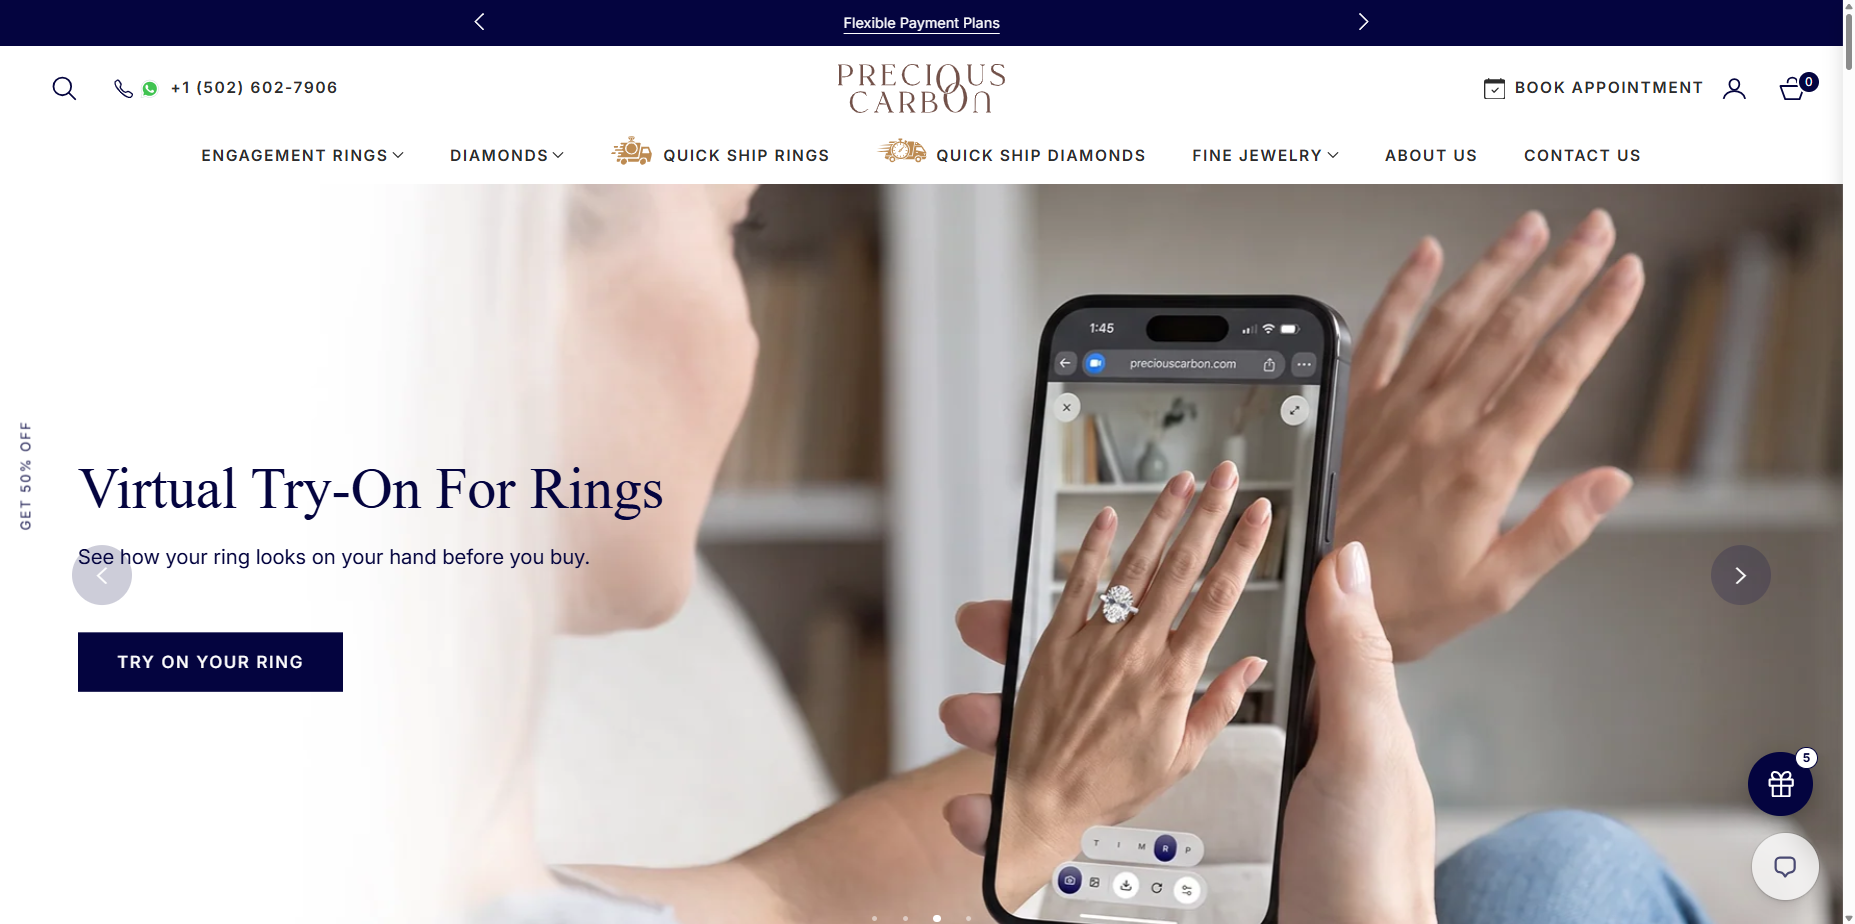 Flexible Payment Plans
+1 (502) 602-7906
PRECIOUS
CARBON
BOOK APPOINTMENT
0
ENGAGEMENT RINGS
DIAMONDS
QUICK SHIP RINGS
QUICK SHIP DIAMONDS
FINE JEWELRY
ABOUT US
CONTACT US
GET 50% OFF
Virtual Try-On For Rings
See how your ring looks on your hand before you buy.
TRY ON YOUR RING
1:45
preciouscarbon.com
T I M R P
5